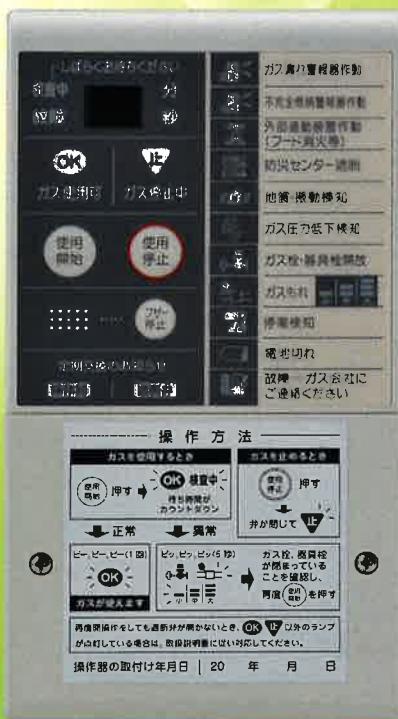 しばらくお待ちください
検査中 分
秒
OK 止
ガス使用可 ガス停止中
使用開始
使用停止
ブザー停止
ガス漏れ警報器作動
不完全燃焼警報器作動
外部連動装置作動
(フード消火等)
防災センター遮断
地震・振動検知
ガス圧力低下検知
ガス栓・器具栓開放
ガスもれ
停電検知
電池切れ
故障 ガス会社に
ご連絡ください
操作方法
ガスを使用するとき
使用開始 押す OK 検査中
待ち時間が
カウントダウン
正常 異常
ピー、ピー、ピー(1回)
OK
ガスが使えます
ピッ、ピッ、ピッ(5秒)
小 中 大
ガス栓、器具栓
が閉まっている
ことを確認し、
再度 使用開始 を押す
ガスを止めるとき
使用停止 押す
弁が閉じて 止
再度開操作をしても遮断弁が開かないとき、OK 止 以外のランプ
が点灯している場合は、取扱説明書に従い対応してください。
操作器の取付け年月日 20 年 月 日